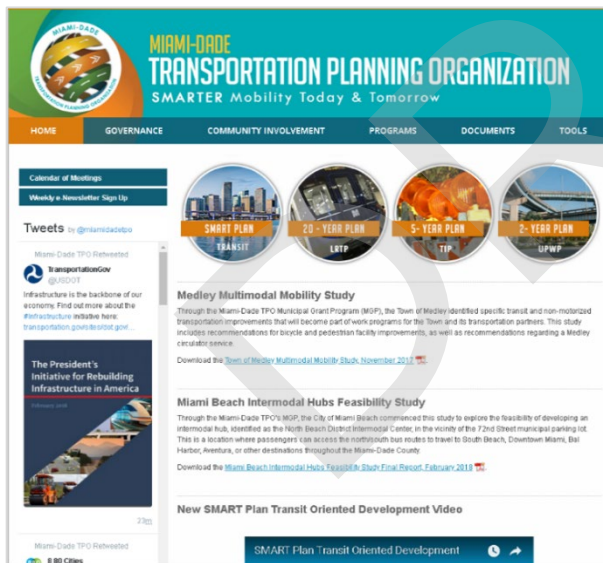 MIAMI-DADE
TRANSPORTATION PLANNING ORGANIZATION
MIAMI-DADE
TRANSPORTATION PLANNING ORGANIZATION
SMARTER Mobility Today & Tomorrow
HOME GOVERNANCE COMMUNITY INVOLVEMENT PROGRAMS DOCUMENTS TOOLS
Calendar of Meetings
Weekly e-Newsletter Sign Up
Tweets by @miamidadetpo
Miami-Dade TPO Retweeted
TransportationGov
@USDOT
Infrastructure is the backbone of our
economy. Find out more about the
#Infrastructure initiative here:
transportation.gov/sites/dot.gov/...
The President's
Initiative for Rebuilding
Infrastructure in America
February 2018
23m
Miami-Dade TPO Retweeted
8 80 Cities
SMART PLAN
TRANSIT
20 - YEAR PLAN
LRTP
5- YEAR PLAN
TIP
2- YEAR PLAN
UPWP
Medley Multimodal Mobility Study
Through the Miami-Dade TPO Municipal Grant Program (MGP), the Town of Medley identified specific transit and non-motorized
transportation improvements that will become part of work programs for the Town and its transportation partners. This study
includes recommendations for bicycle and pedestrian facility improvements, as well as recommendations regarding a Medley
circulator service.
Download the Town of Medley Multimodal Mobility Study, November 2017
Miami Beach Intermodal Hubs Feasibility Study
Through the Miami-Dade TPO's MGP, the City of Miami Beach commenced this study to explore the feasibility of developing an
intermodal hub, identified as the North Beach District Intermodal Center, in the vicinity of the 72nd Street municipal parking lot.
This is a location where passengers can access the north/south bus routes to travel to South Beach, Downtown Miami, Bal
Harbor, Aventura, or other destinations throughout the Miami-Dade County.
Download the Miami Beach Intermodal Hubs Feasibility Study Final Report, February 2018
New SMART Plan Transit Oriented Development Video
SMART Plan Transit Oriented Development